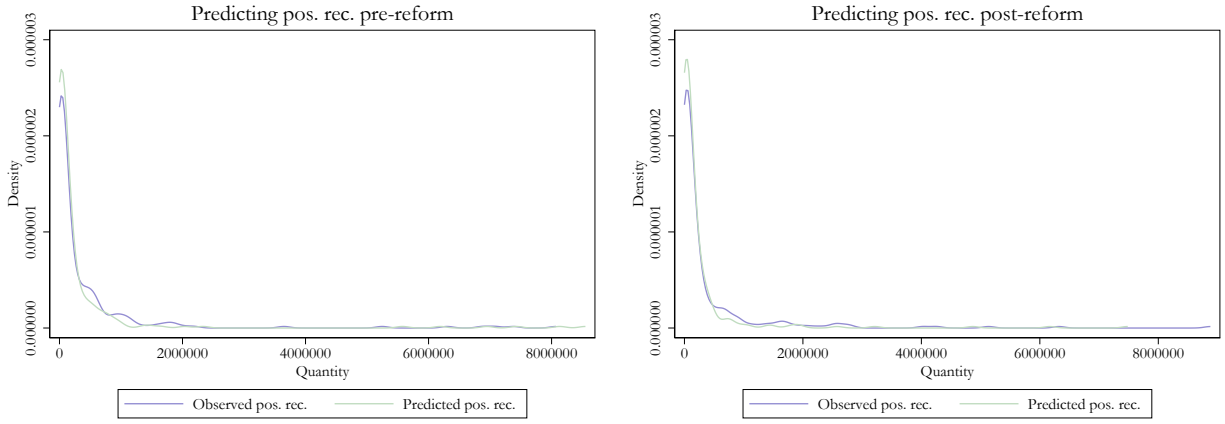 Predicting pos. rec. pre-reform
0.000003
0.000002
0.000001
0.000000
Density
0
2000000
4000000
6000000
8000000
Quantity
Observed pos. rec.
Predicted pos. rec.
Predicting pos. rec. post-reform
0.000003
0.000002
0.000001
0.000000
Density
0
2000000
4000000
6000000
8000000
Quantity
Observed pos. rec.
Predicted pos. rec.